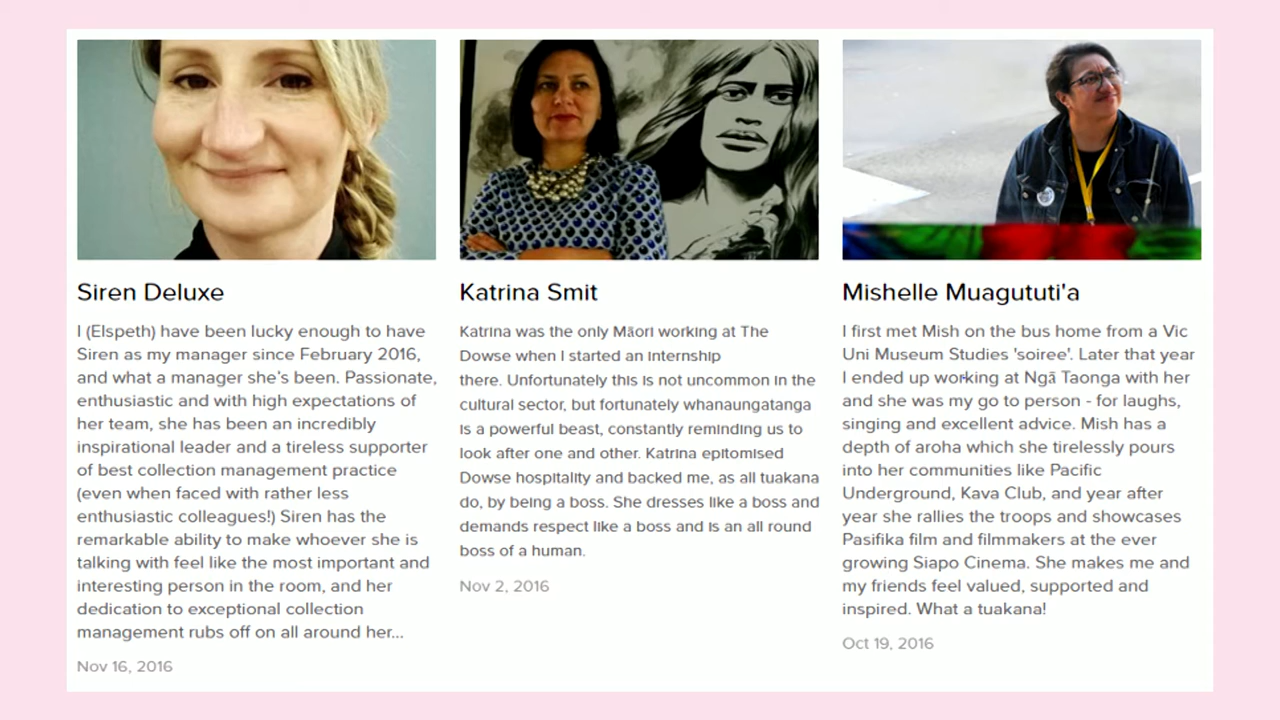 Siren Deluxe
I (Elspeth) have been lucky enough to have
Siren as my manager since February 2016,
and what a manager she's been. Passionate,
enthusiastic and with high expectations of
her team, she has been an incredibly
inspirational leader and a tireless supporter
of best collection management practice
(even when faced with rather less
enthusiastic colleagues!) Siren has the
remarkable ability to make whoever she is
talking with feel like the most important and
interesting person in the room, and her
dedication to exceptional collection
management rubs off on all around her...
Nov 16, 2016
Katrina Smit
Katrina was the only Māori working at The
Dowse when I started an internship
there. Unfortunately this is not uncommon in the
cultural sector, but fortunately whanaungatanga
is a powerful beast, constantly reminding us to
look after one and other. Katrina epitomised
Dowse hospitality and backed me, as all tuakana
do, by being a boss. She dresses like a boss and
demands respect like a boss and is an all round
boss of a human.
Nov 2, 2016
Mishelle Muagututi'a
I first met Mish on the bus home from a Vic
Uni Museum Studies 'soiree'. Later that year
I ended up working at Ngā Taonga with her
and she was my go to person - for laughs,
singing and excellent advice. Mish has a
depth of aroha which she tirelessly pours
into her communities like Pacific
Underground, Kava Club, and year after
year she rallies the troops and showcases
Pasifika film and filmmakers at the ever
growing Siapo Cinema. She makes me and
my friends feel valued, supported and
inspired. What a tuakana!
Oct 19, 2016